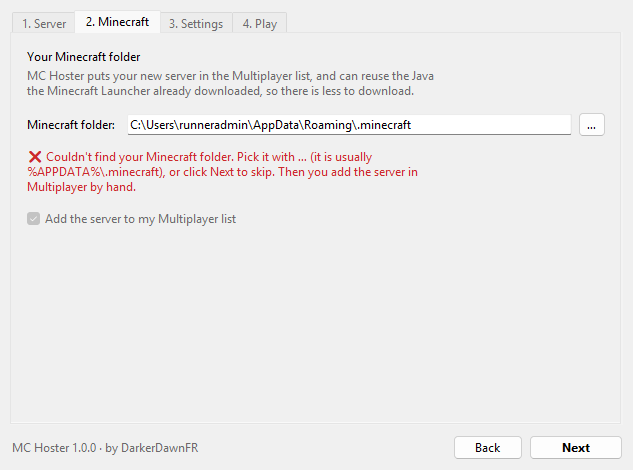 1. Server
2. Minecraft
3. Settings
4. Play
Your Minecraft folder
MC Hoster puts your new server in the Multiplayer list, and can reuse the Java
the Minecraft Launcher already downloaded, so there is less to download.
Minecraft folder:
C:\Users\runneradmin\AppData\Roaming\.minecraft
...
❌ Couldn't find your Minecraft folder. Pick it with ... (it is usually
%APPDATA%\.minecraft), or click Next to skip. Then you add the server in
Multiplayer by hand.
Add the server to my Multiplayer list
MC Hoster 1.0.0 · by DarkerDawnFR
Back
Next